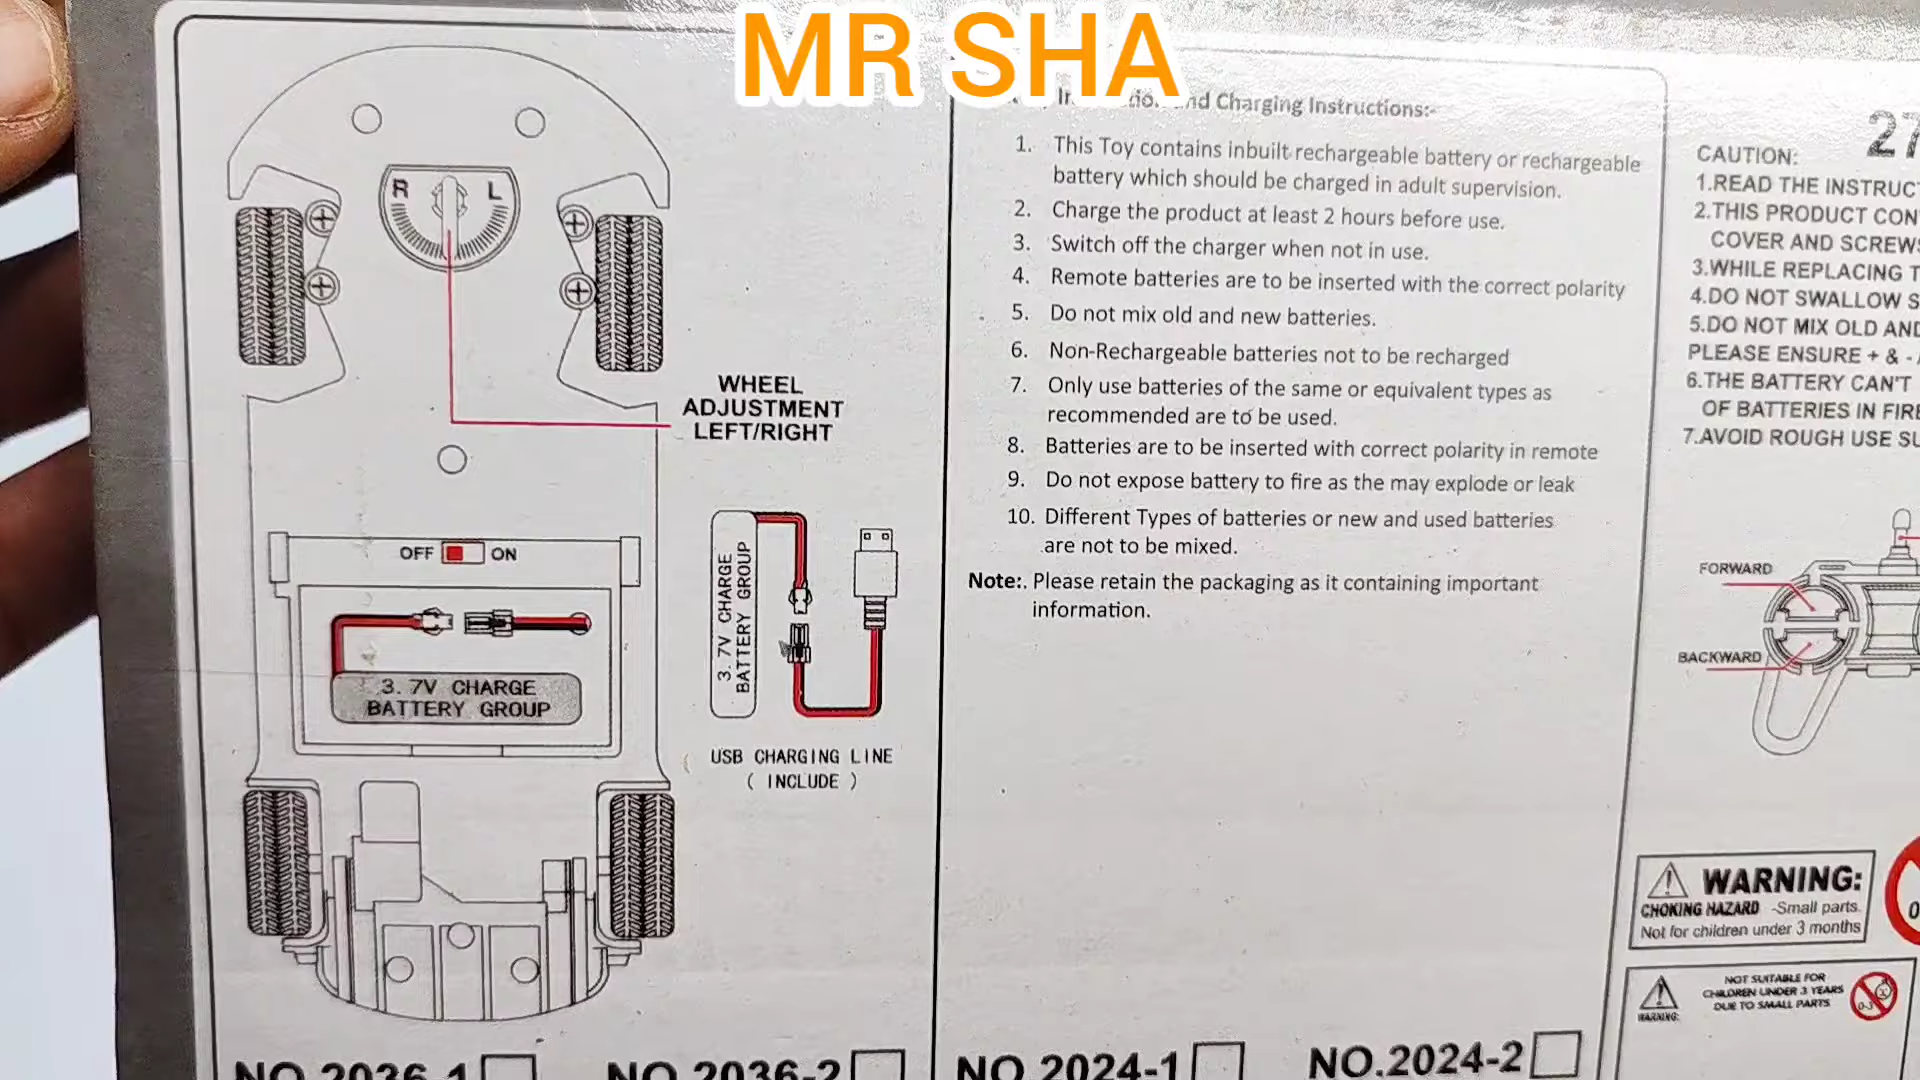 MR SHA
R L
WHEEL
ADJUSTMENT
LEFT/RIGHT
OFF ON
3. 7V CHARGE
BATTERY GROUP
3. 7V CHARGE
BATTERY GROUP
USB CHARGING LINE
( INCLUDE )
NO.2036-1 NO.2036-2
and Charging Instructions:-
1. This Toy contains inbuilt rechargeable battery or rechargeable
battery which should be charged in adult supervision.
2. Charge the product at least 2 hours before use.
3. Switch off the charger when not in use.
4. Remote batteries are to be inserted with the correct polarity
5. Do not mix old and new batteries.
6. Non-Rechargeable batteries not to be recharged
7. Only use batteries of the same or equivalent types as
recommended are to be used.
8. Batteries are to be inserted with correct polarity in remote
9. Do not expose battery to fire as the may explode or leak
10. Different Types of batteries or new and used batteries
are not to be mixed.
Note:. Please retain the packaging as it containing important
information.
NO.2024-1 NO.2024-2
27
CAUTION:
1.READ THE INSTRUC
2.THIS PRODUCT CON
COVER AND SCREWS
3.WHILE REPLACING T
4.DO NOT SWALLOW S
5.DO NOT MIX OLD AND
PLEASE ENSURE + & -
6.THE BATTERY CAN'T
OF BATTERIES IN FIRE
7.AVOID ROUGH USE SU
FORWARD
BACKWARD
WARNING:
CHOKING HAZARD -Small parts.
Not for children under 3 months
NOT SUITABLE FOR
CHILDREN UNDER 3 YEARS
DUE TO SMALL PARTS
WARNING:
0-3